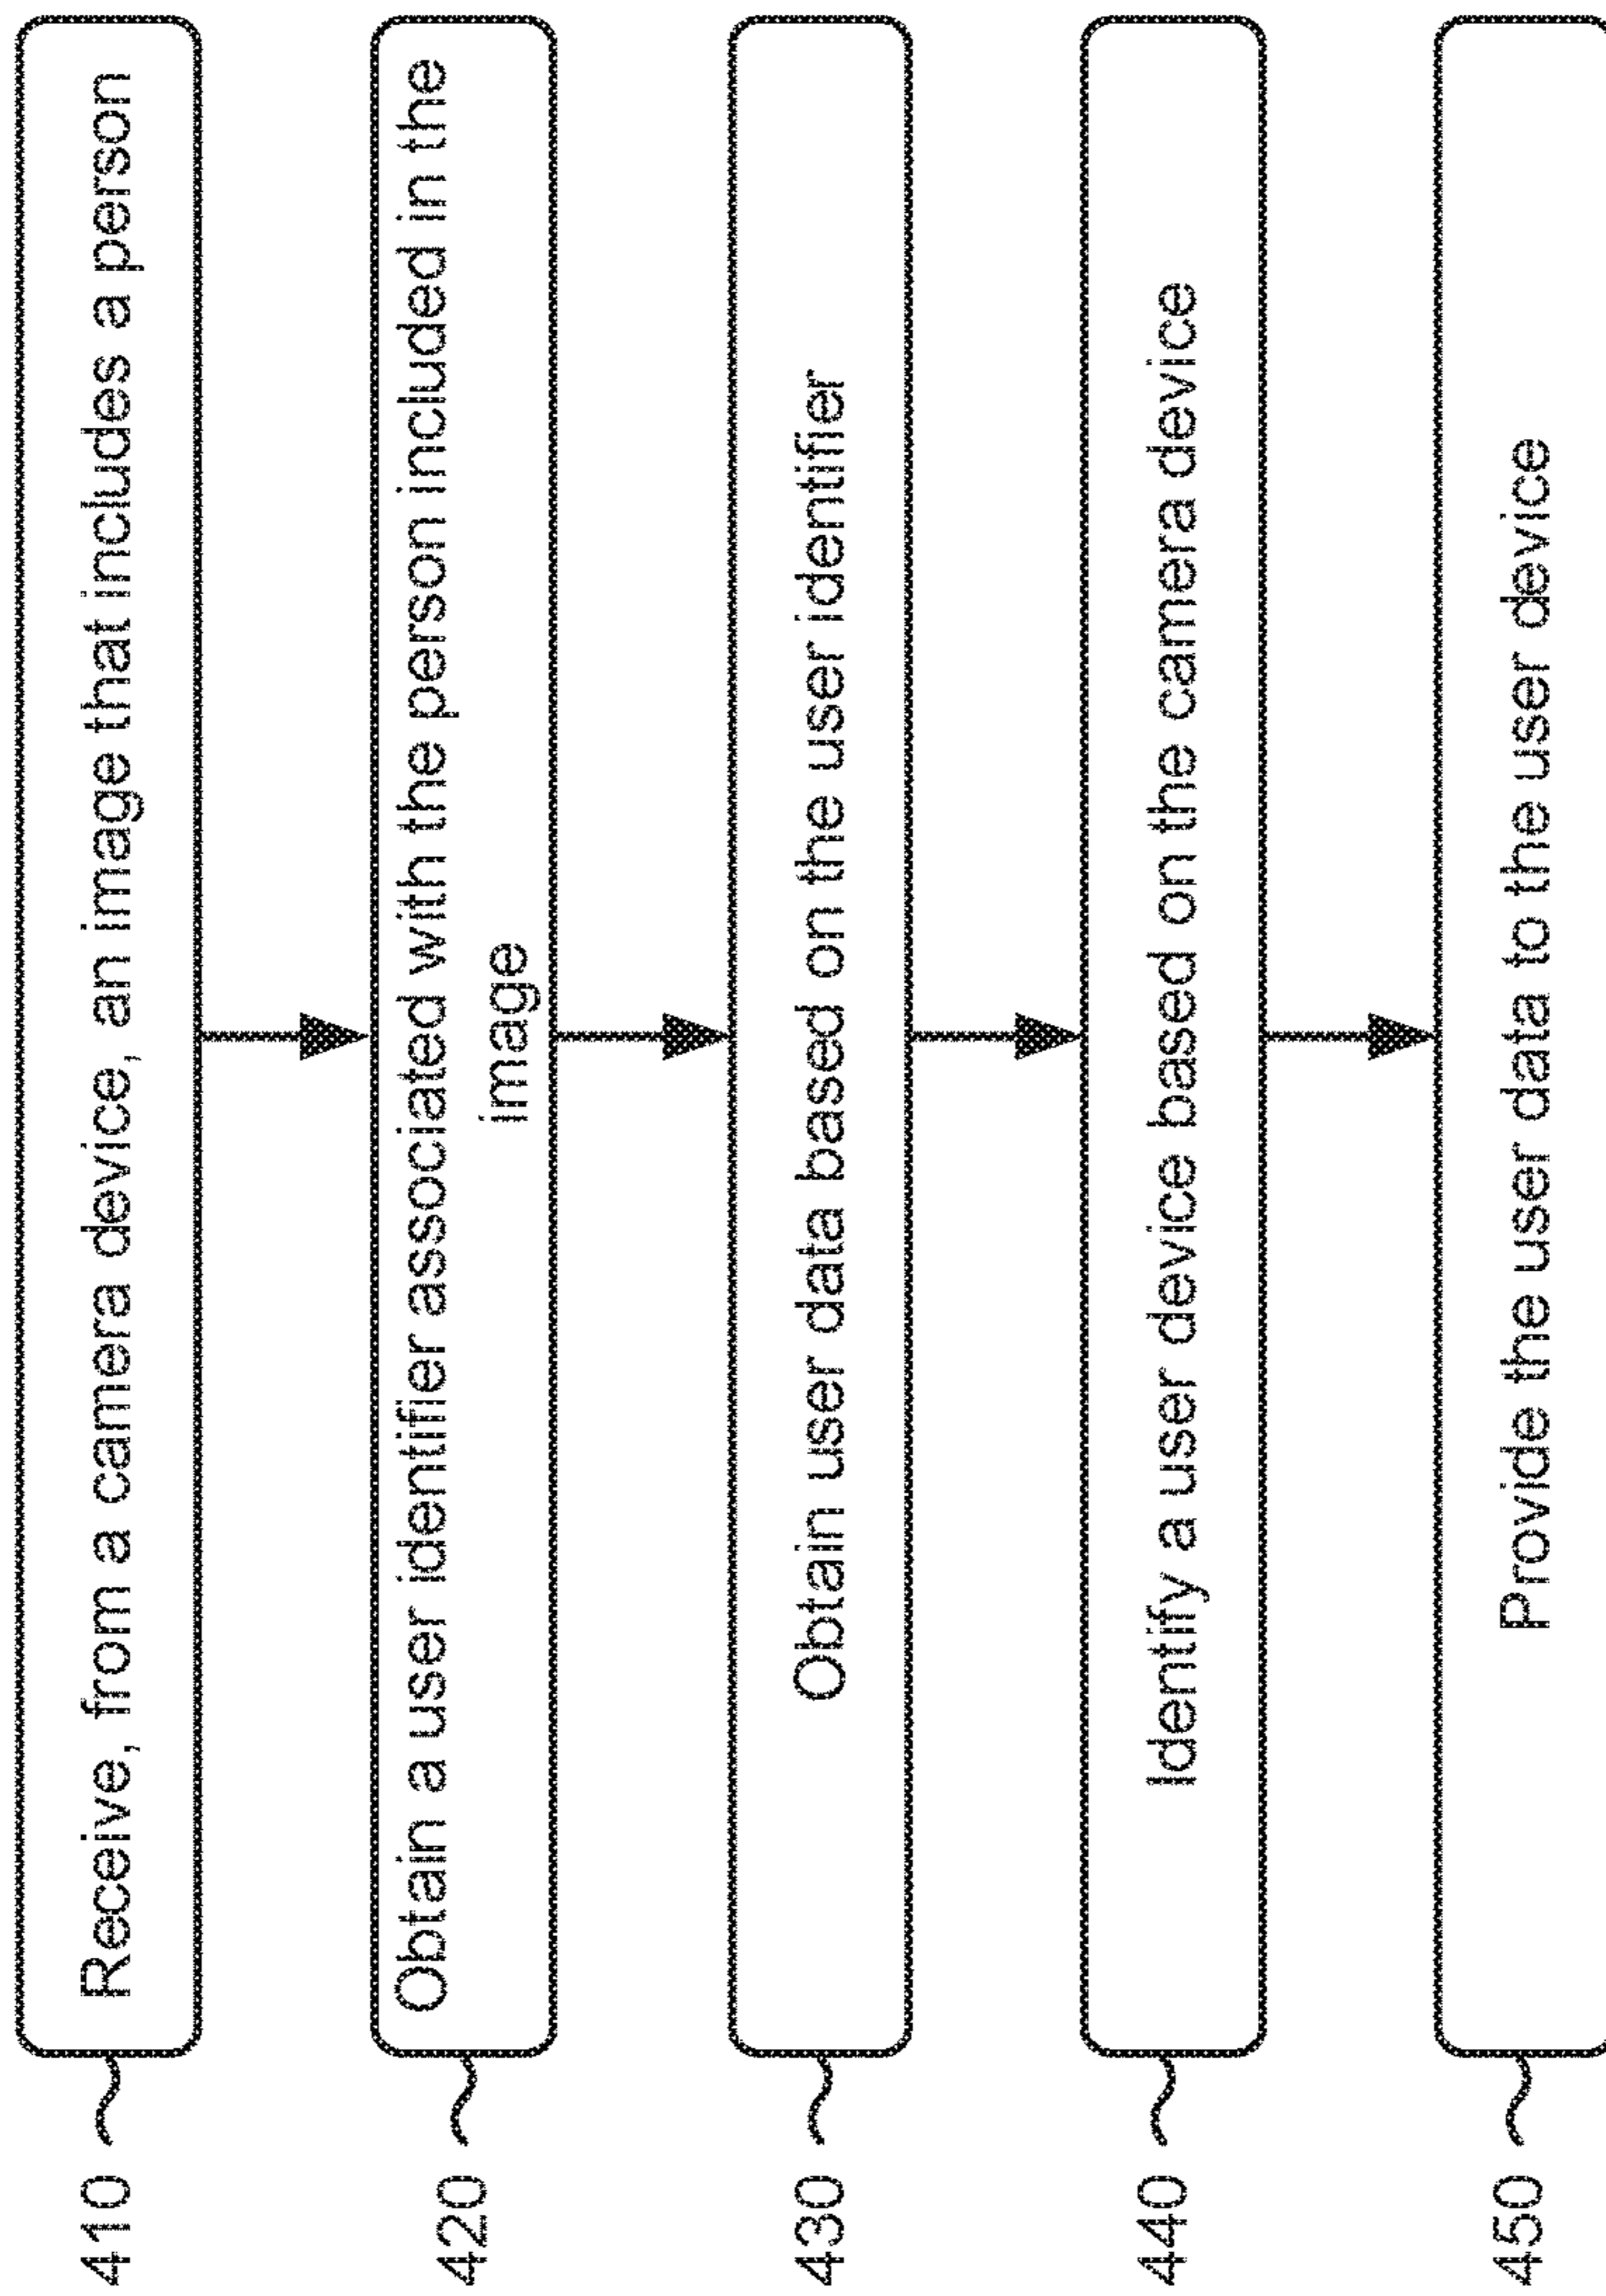 410
Receive, from a camera device, an image that includes a person
420
Obtain a user identifier associated with the person included in the
image
430
Obtain user data based on the user identifier
440
Identify a user device based on the camera device
450
Provide the user data to the user device